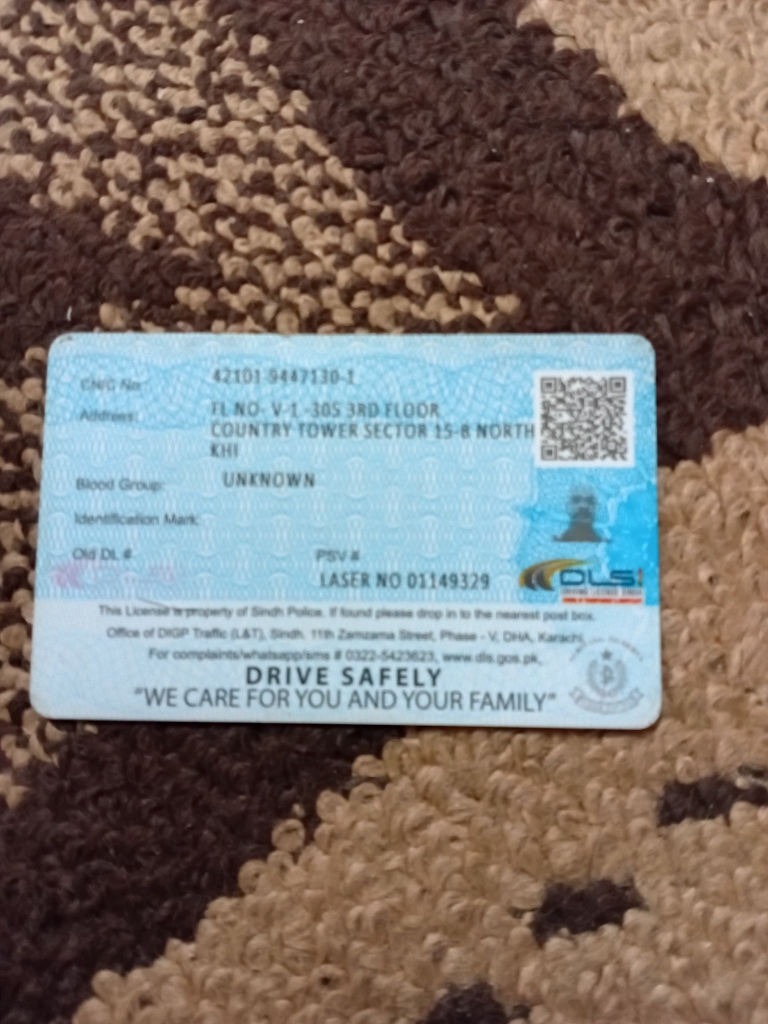 CNIC No: 42101-9447130-1
Address: FL NO- V-1 -305 3RD FLOOR
COUNTRY TOWER SECTOR 15-B NORTH
KHI
Blood Group: UNKNOWN
Identification Mark:
Old DL # PSV #
LASER NO 01149329
DLS
DRIVING LICENSE SINDH
This License is property of Sindh Police. If found please drop in to the nearest post box.
Office of DIGP Traffic (L&T), Sindh. 11th Zamzama Street, Phase - V, DHA, Karachi.
For complaints/whatsapp/sms # 0322-5423623, www.dls.gos.pk,
DRIVE SAFELY
"WE CARE FOR YOU AND YOUR FAMILY"